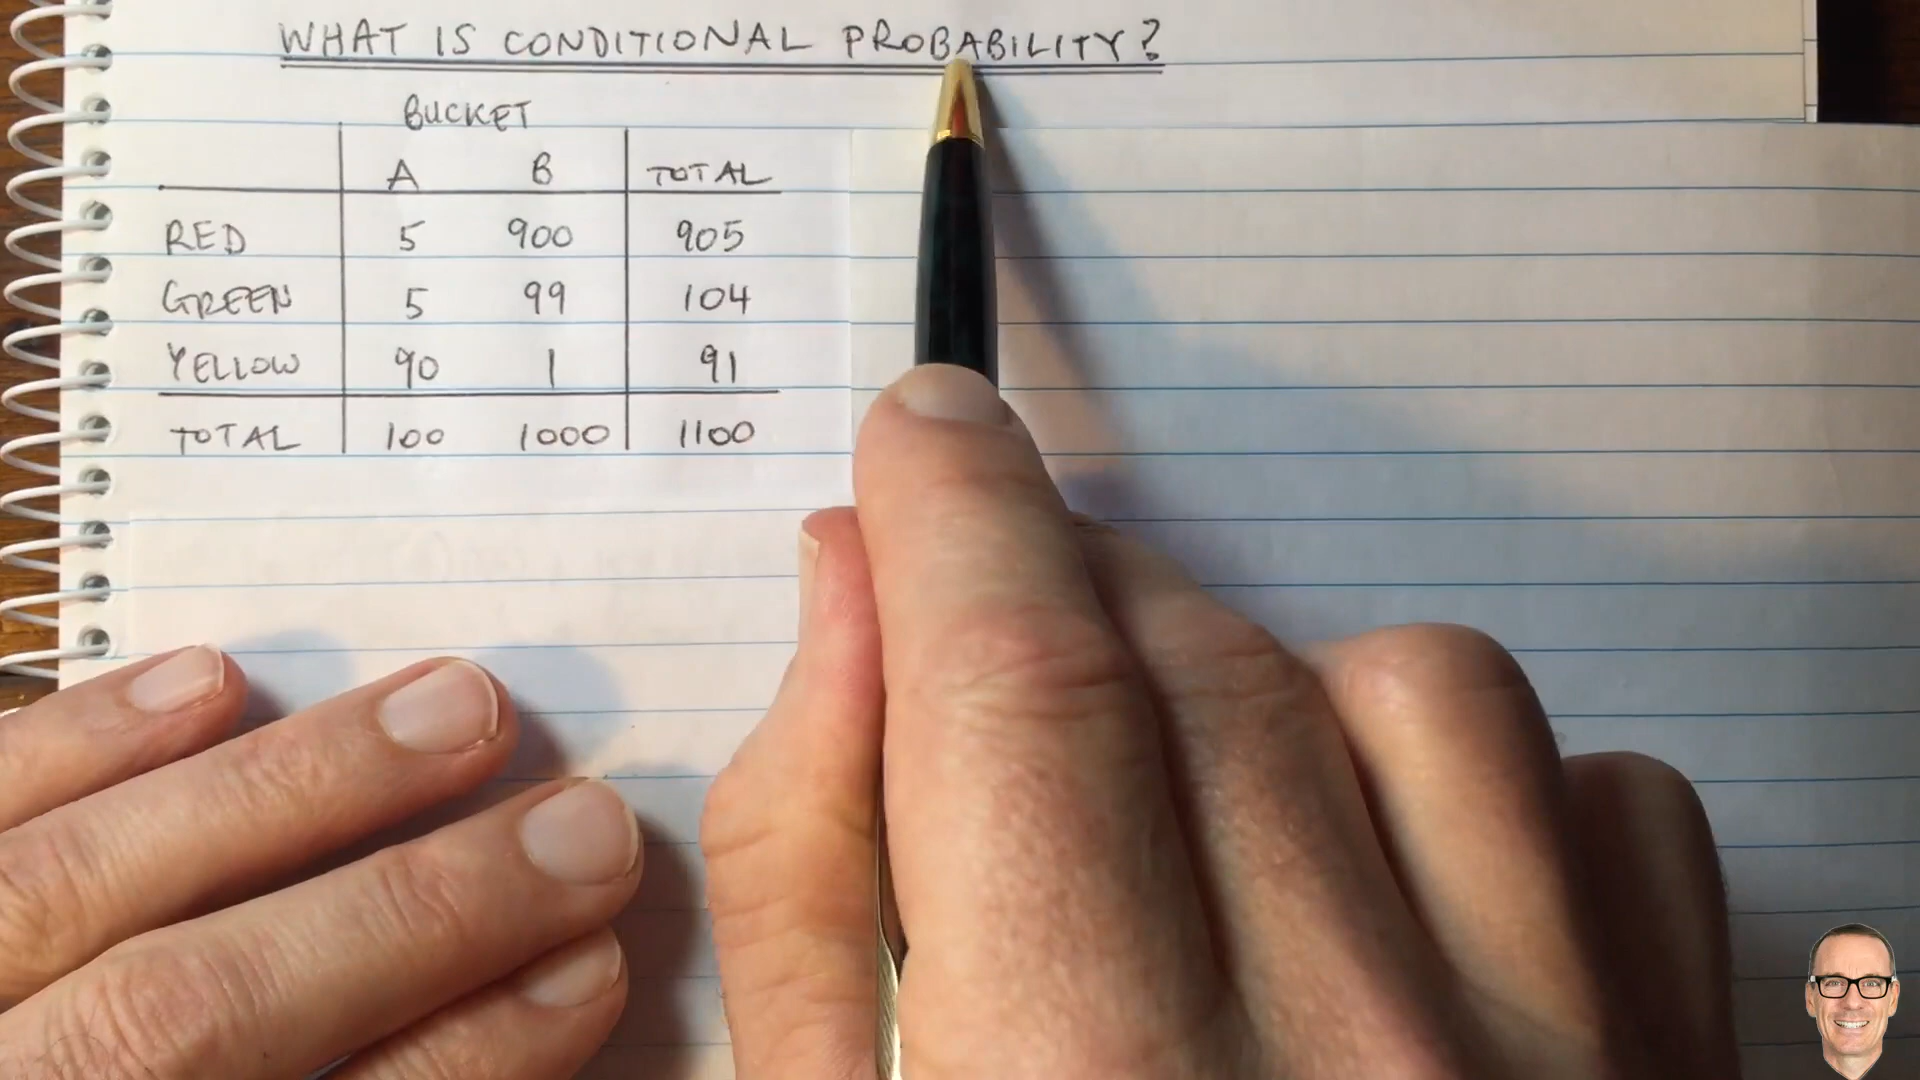 WHAT IS CONDITIONAL PROBABILITY?
BUCKET
A B TOTAL
RED 5 900 905
GREEN 5 99 104
YELLOW 90 1 91
TOTAL 100 1000 1100